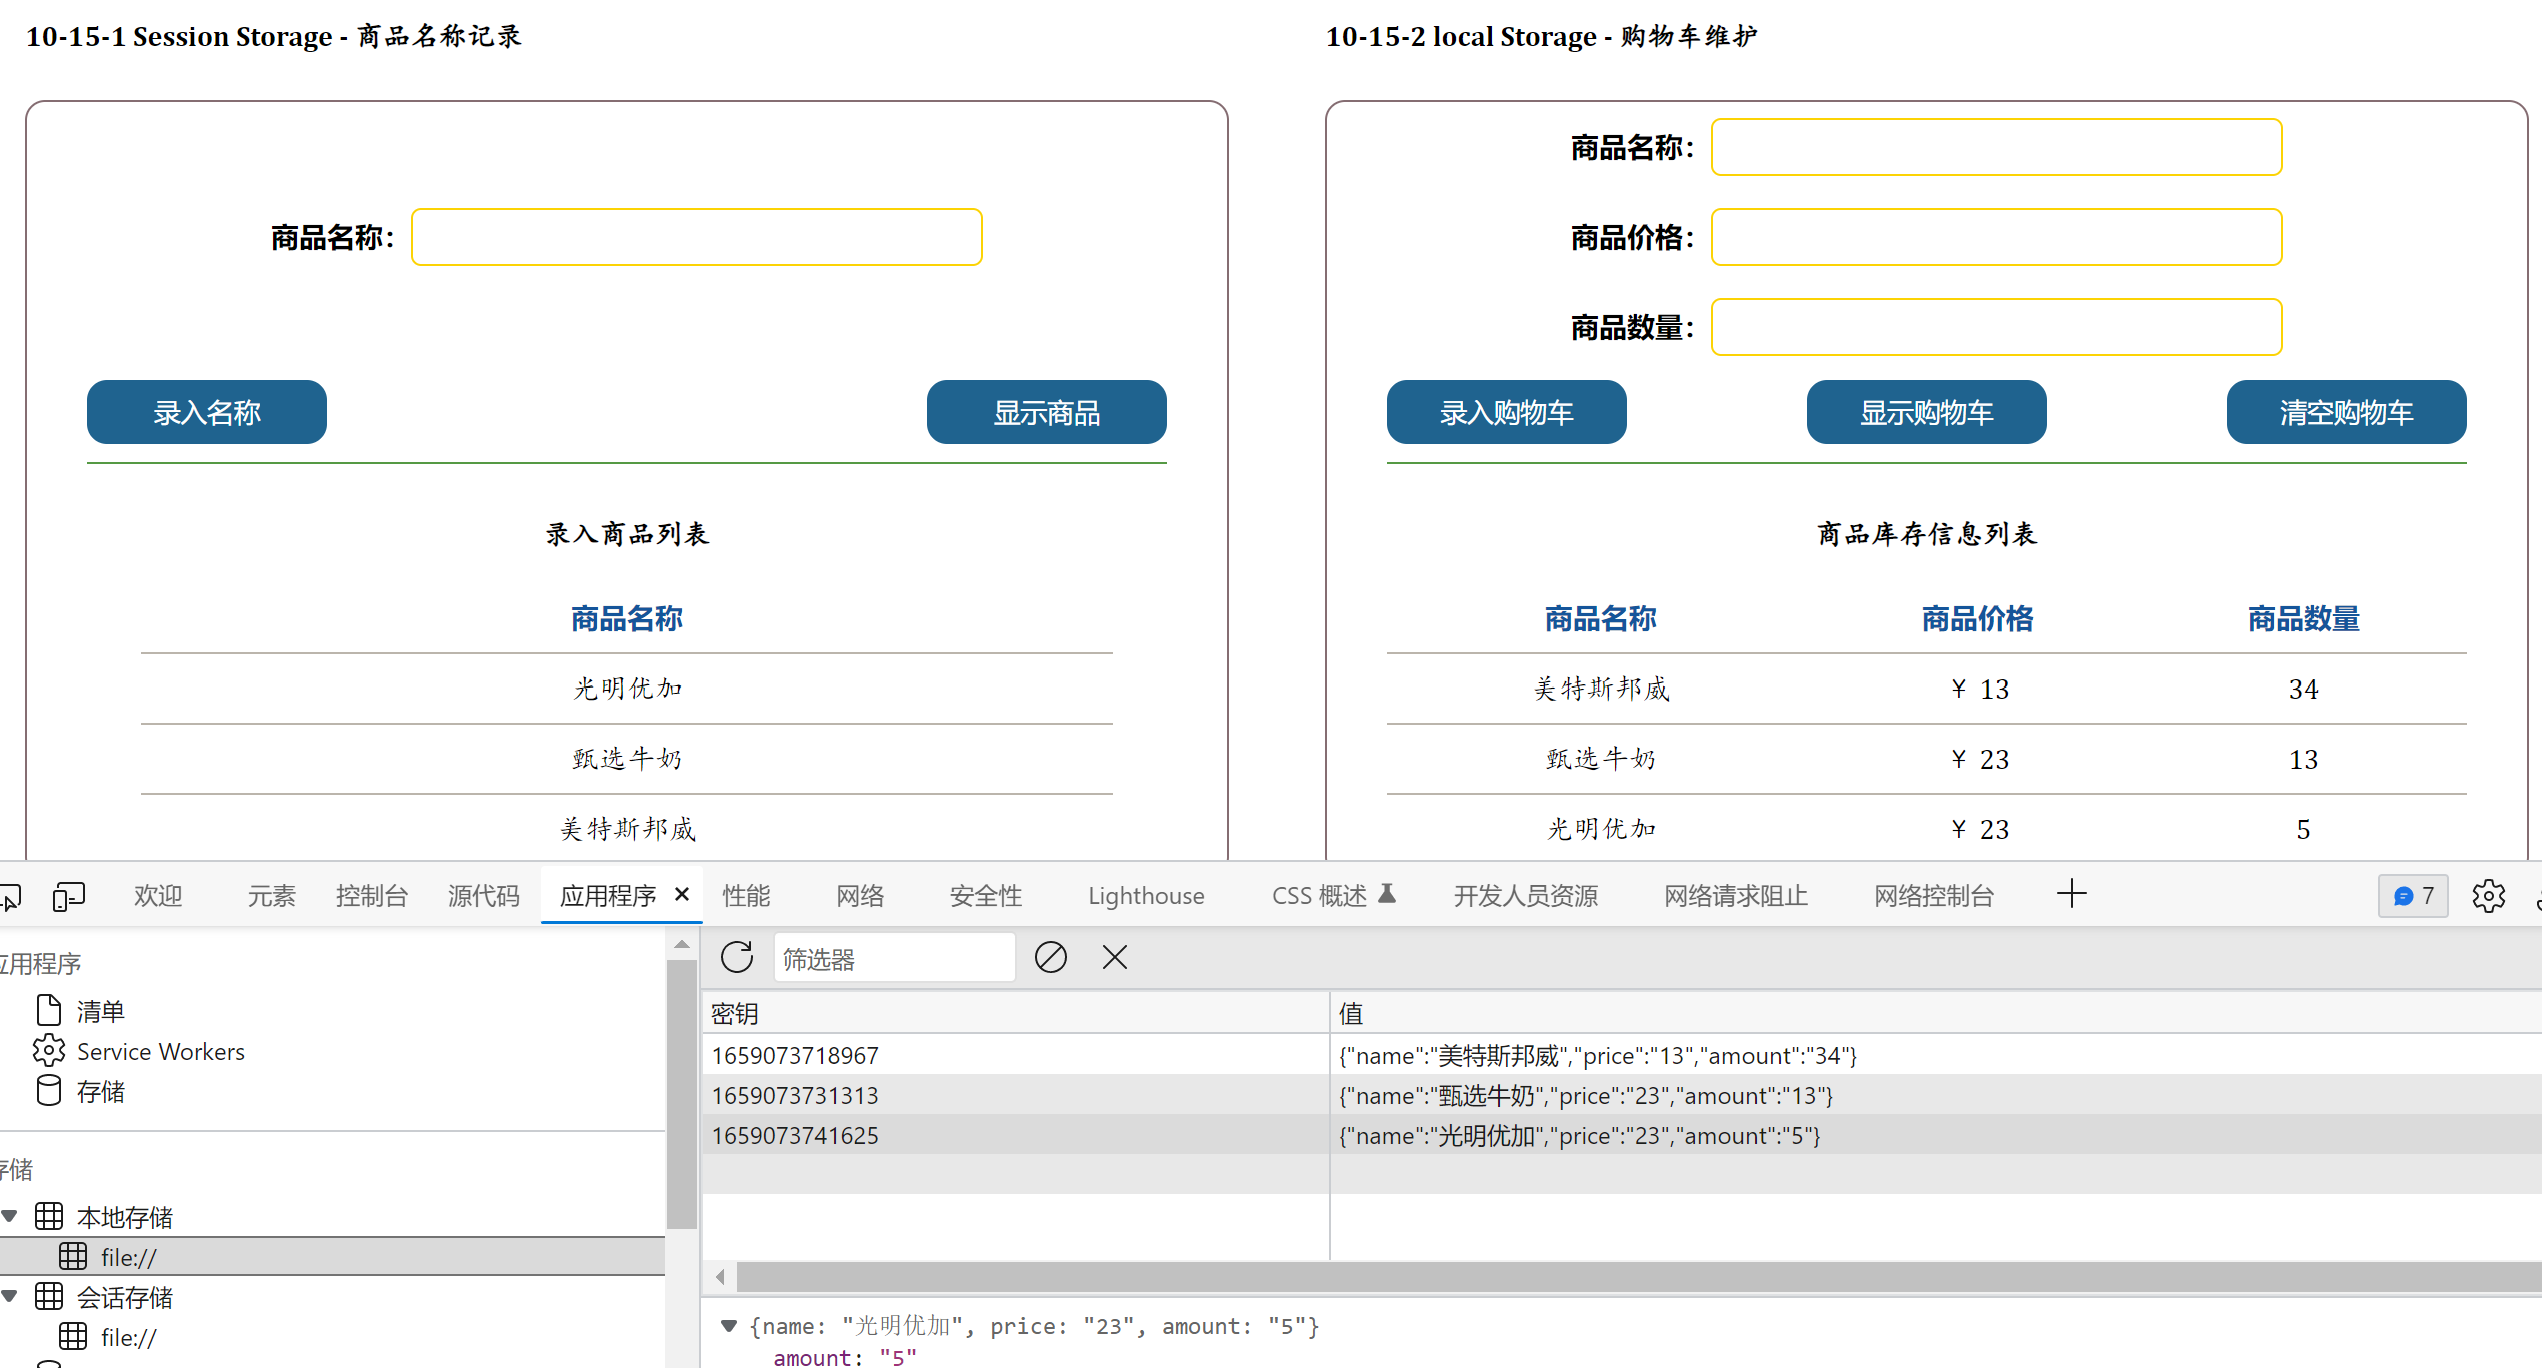 10-15-1 Session Storage - 商品名称记录
商品名称：
录入名称 显示商品
录入商品列表
商品名称
光明优加
甄选牛奶
美特斯邦威
10-15-2 local Storage - 购物车维护
商品名称：
商品价格：
商品数量：
录入购物车 显示购物车 清空购物车
商品库存信息列表
商品名称 商品价格 商品数量
美特斯邦威 ￥ 13 34
甄选牛奶 ￥ 23 13
光明优加 ￥ 23 5
欢迎 元素 控制台 源代码 应用程序 性能 网络 安全性 Lighthouse CSS 概述 开发人员资源 网络请求阻止 网络控制台 7
应用程序
清单
Service Workers
存储
存储
本地存储
file://
会话存储
file://
筛选器
密钥 值
1659073718967 {"name":"美特斯邦威","price":"13","amount":"34"}
1659073731313 {"name":"甄选牛奶","price":"23","amount":"13"}
1659073741625 {"name":"光明优加","price":"23","amount":"5"}
{name: "光明优加", price: "23", amount: "5"}
amount: "5"